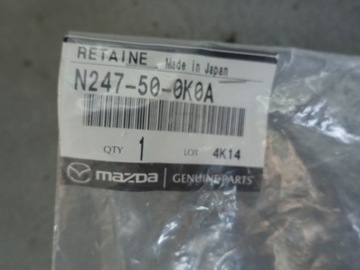 RETAINE
Made in Japan
N247-50-0K0A
QTY 1 LOT 4K14
mazda GENUINE PARTS